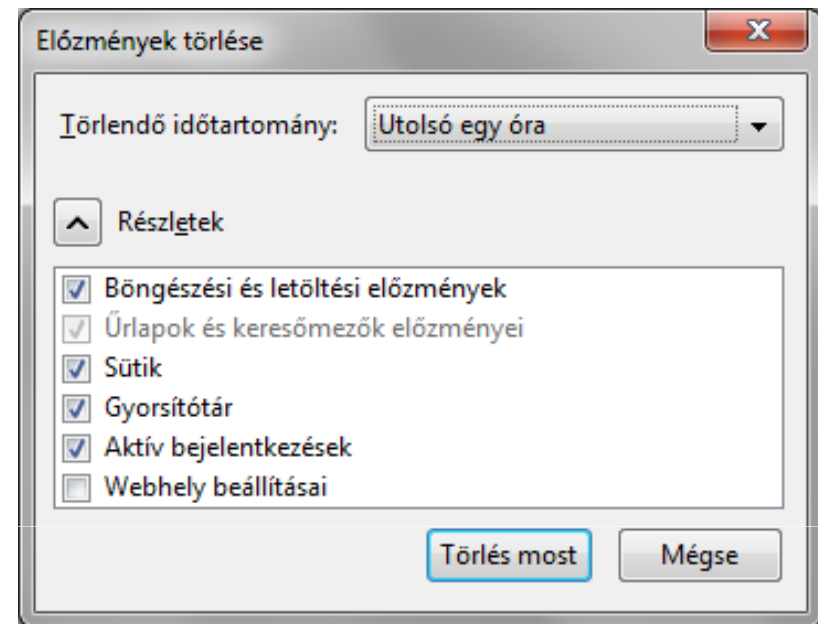 Előzmények törlése
Törlendő időtartomány: Utolsó egy óra
Részletek
Böngészési és letöltési előzmények
Űrlapok és keresőmezők előzményei
Sütik
Gyorsítótár
Aktív bejelentkezések
Webhely beállításai
Törlés most Mégse